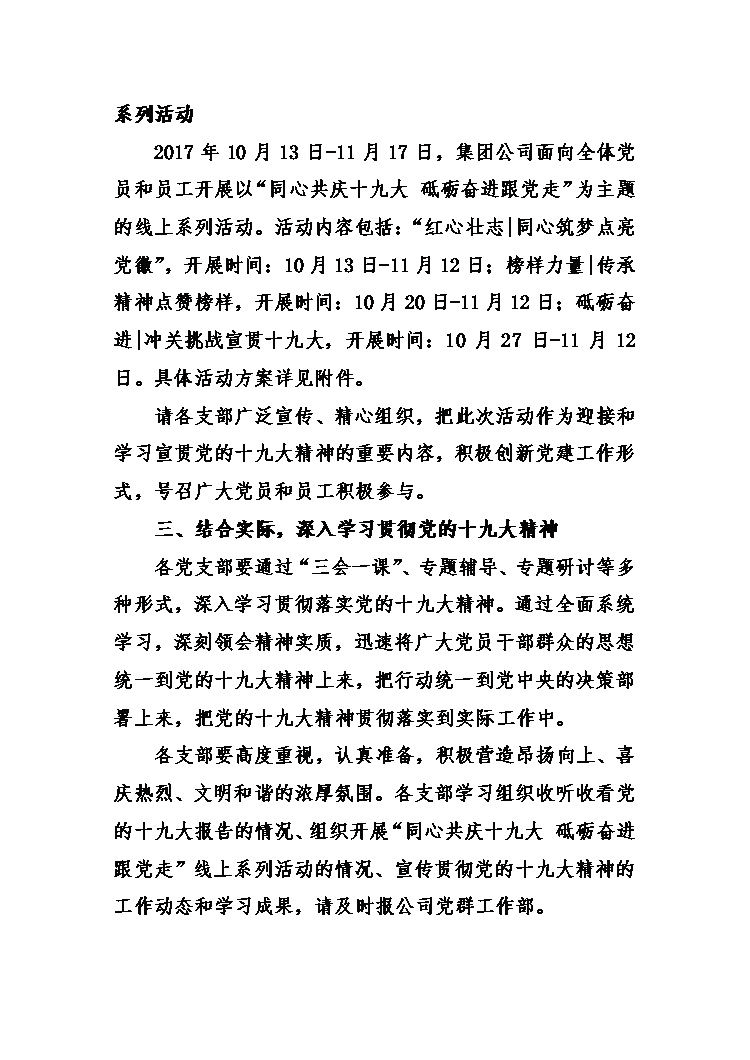 系列活动
2017 年 10 月 13 日-11 月 17 日，集团公司面向全体党
员和员工开展以“同心共庆十九大 砥砺奋进跟党走”为主题
的线上系列活动。活动内容包括：“红心壮志|同心筑梦点亮
党徽”，开展时间：10 月 13 日-11 月 12 日；榜样力量|传承
精神点赞榜样，开展时间：10 月 20 日-11 月 12 日；砥砺奋
进|冲关挑战宣贯十九大，开展时间：10 月 27 日-11 月 12
日。具体活动方案详见附件。
请各支部广泛宣传、精心组织，把此次活动作为迎接和
学习宣贯党的十九大精神的重要内容，积极创新党建工作形
式，号召广大党员和员工积极参与。
三、结合实际，深入学习贯彻党的十九大精神
各党支部要通过“三会一课”、专题辅导、专题研讨等多
种形式，深入学习贯彻落实党的十九大精神。通过全面系统
学习，深刻领会精神实质，迅速将广大党员干部群众的思想
统一到党的十九大精神上来，把行动统一到党中央的决策部
署上来，把党的十九大精神贯彻落实到实际工作中。
各支部要高度重视，认真准备，积极营造昂扬向上、喜
庆热烈、文明和谐的浓厚氛围。各支部学习组织收听收看党
的十九大报告的情况、组织开展“同心共庆十九大 砥砺奋进
跟党走”线上系列活动的情况、宣传贯彻党的十九大精神的
工作动态和学习成果，请及时报公司党群工作部。